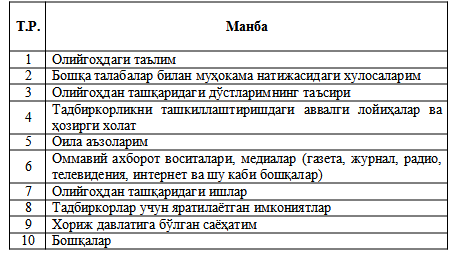 Т.Р. Манба
1 Олийгоҳдаги таълим
2 Бошқа талабалар билан муҳокама натижасидаги хулосаларим
3 Олийгоҳдан ташқаридаги дўстларимнинг таъсири
4 Тадбиркорликни ташкиллаштиришдаги аввалги лойиҳалар ва
ҳозирги холат
5 Оила аъзоларим
6 Оммавий ахборот воситалари, медиалар (газета, журнал, радио,
телевидения, интернет ва шу каби бошқалар)
7 Олийгоҳдан ташқаридаги ишлар
8 Тадбиркорлар учун яратилаётган имкониятлар
9 Хориж давлатига бўлган саёҳатим
10 Бошқалар